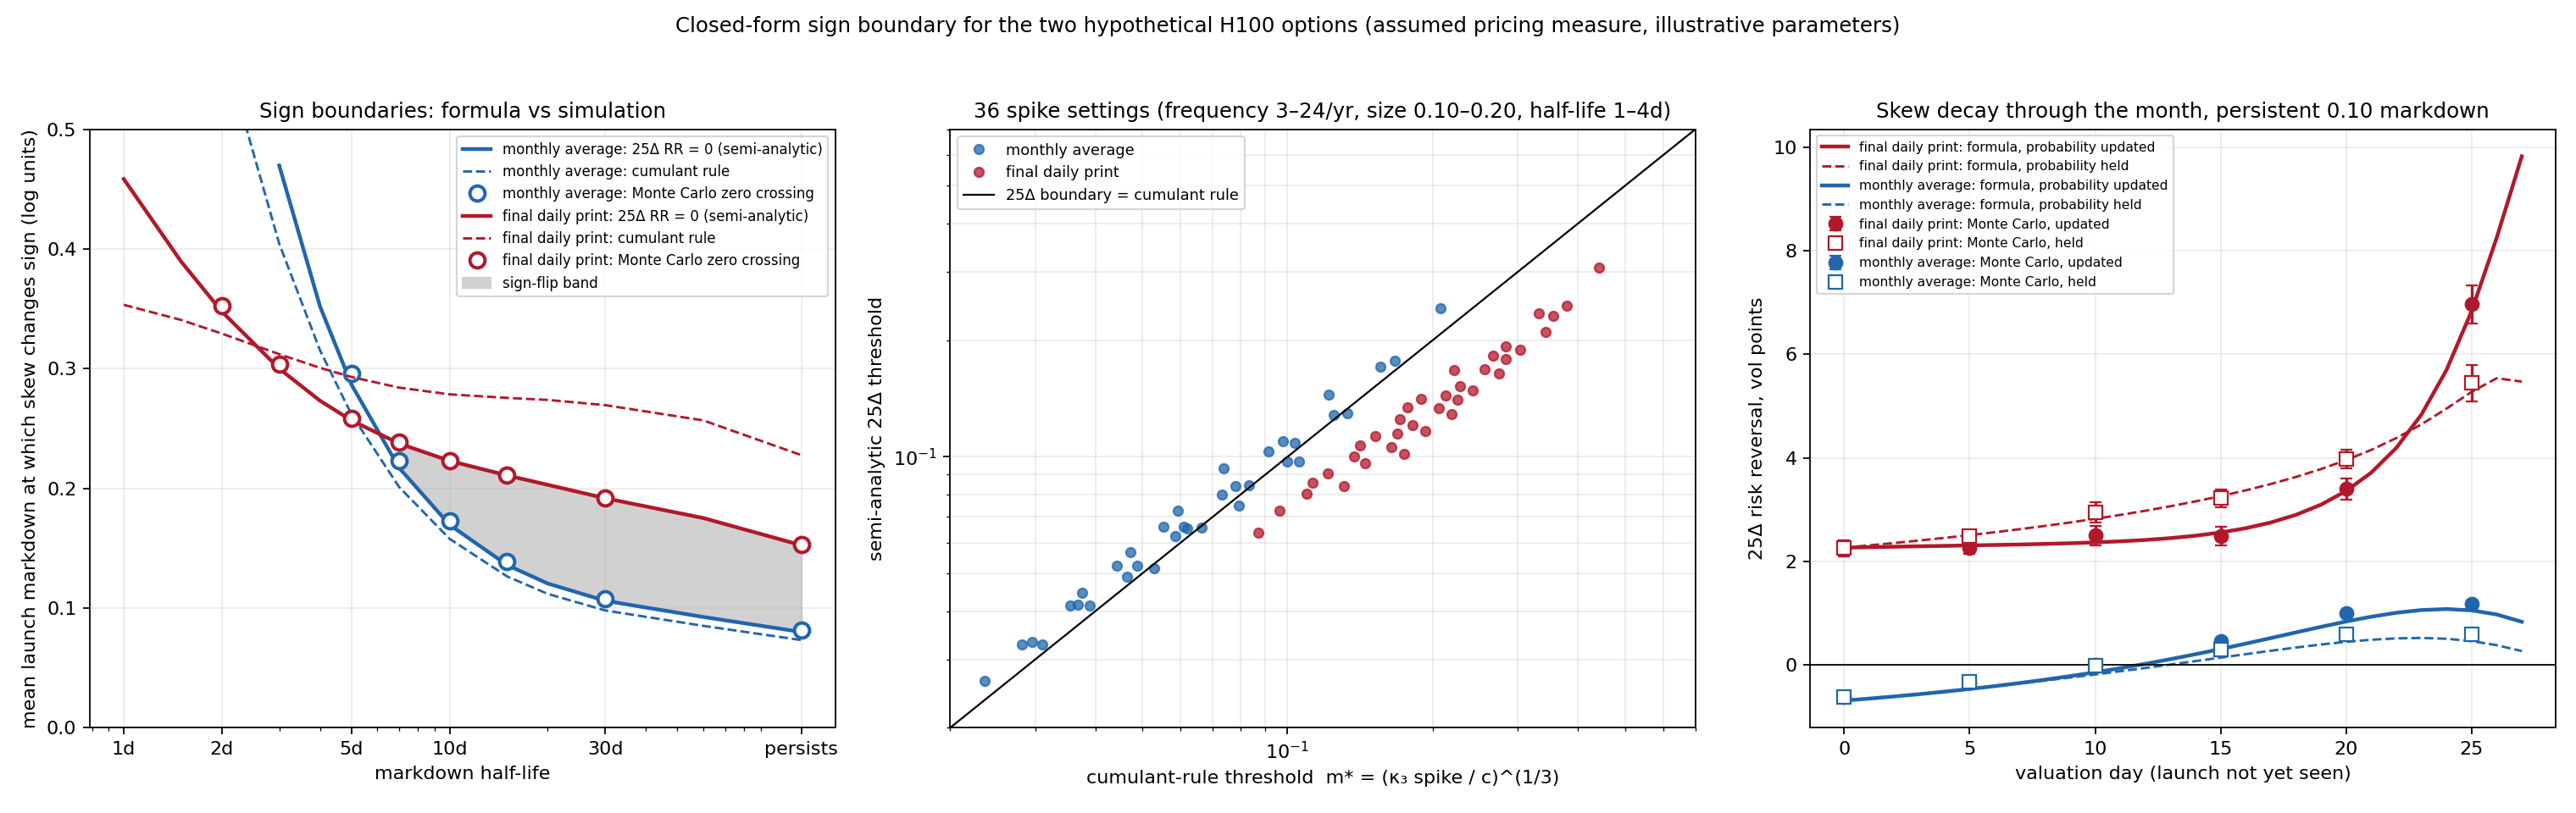 Closed-form sign boundary for the two hypothetical H100 options (assumed pricing measure, illustrative parameters)
Sign boundaries: formula vs simulation
mean launch markdown at which skew changes sign (log units)
0.5
0.4
0.3
0.2
0.1
0.0
monthly average: 25Δ RR = 0 (semi-analytic)
monthly average: cumulant rule
monthly average: Monte Carlo zero crossing
final daily print: 25Δ RR = 0 (semi-analytic)
final daily print: cumulant rule
final daily print: Monte Carlo zero crossing
sign-flip band
1d 2d 5d 10d 30d persists
markdown half-life
36 spike settings (frequency 3–24/yr, size 0.10–0.20, half-life 1–4d)
semi-analytic 25Δ threshold
10⁻¹
monthly average
final daily print
25Δ boundary = cumulant rule
10⁻¹
cumulant-rule threshold m* = (κ₃ spike / c)^(1/3)
Skew decay through the month, persistent 0.10 markdown
25Δ risk reversal, vol points
10
8
6
4
2
0
final daily print: formula, probability updated
final daily print: formula, probability held
monthly average: formula, probability updated
monthly average: formula, probability held
final daily print: Monte Carlo, updated
final daily print: Monte Carlo, held
monthly average: Monte Carlo, updated
monthly average: Monte Carlo, held
0 5 10 15 20 25
valuation day (launch not yet seen)